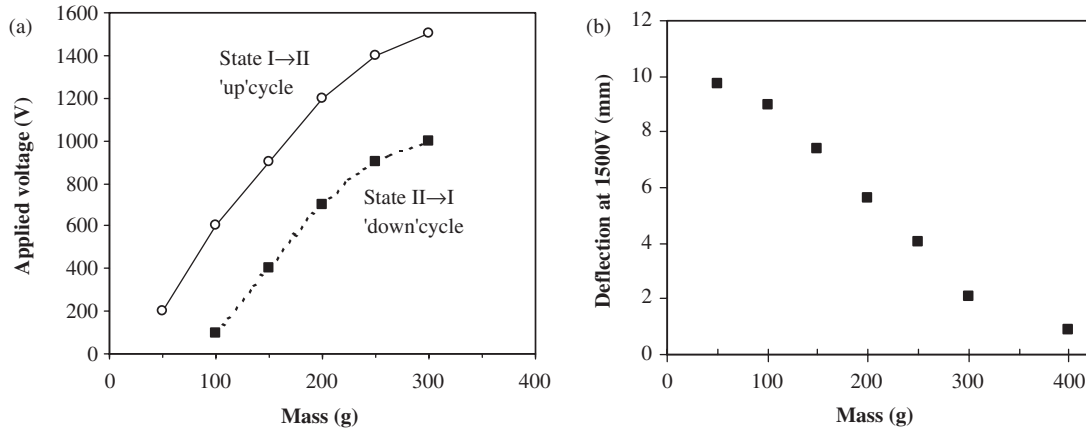 (a)
1600
1400
1200
1000
800
600
400
200
0
Applied voltage (V)
State I→II
'up'cycle
State II→I
'down'cycle
0 100 200 300 400
Mass (g)
(b)
12
10
8
6
4
2
0
Deflection at 1500V (mm)
0 100 200 300 400
Mass (g)